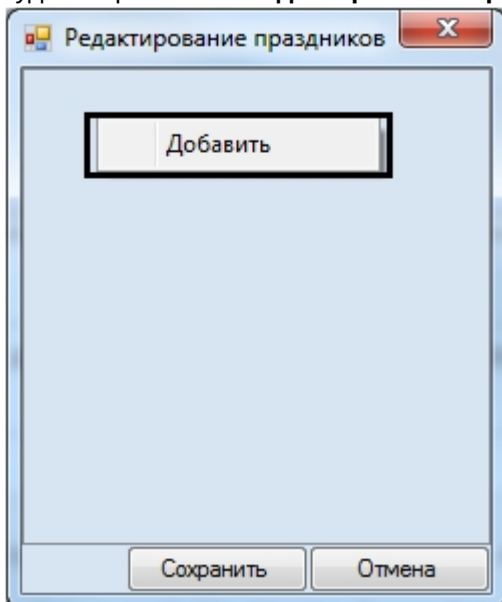 Редактирование праздников
Добавить
Сохранить
Отмена